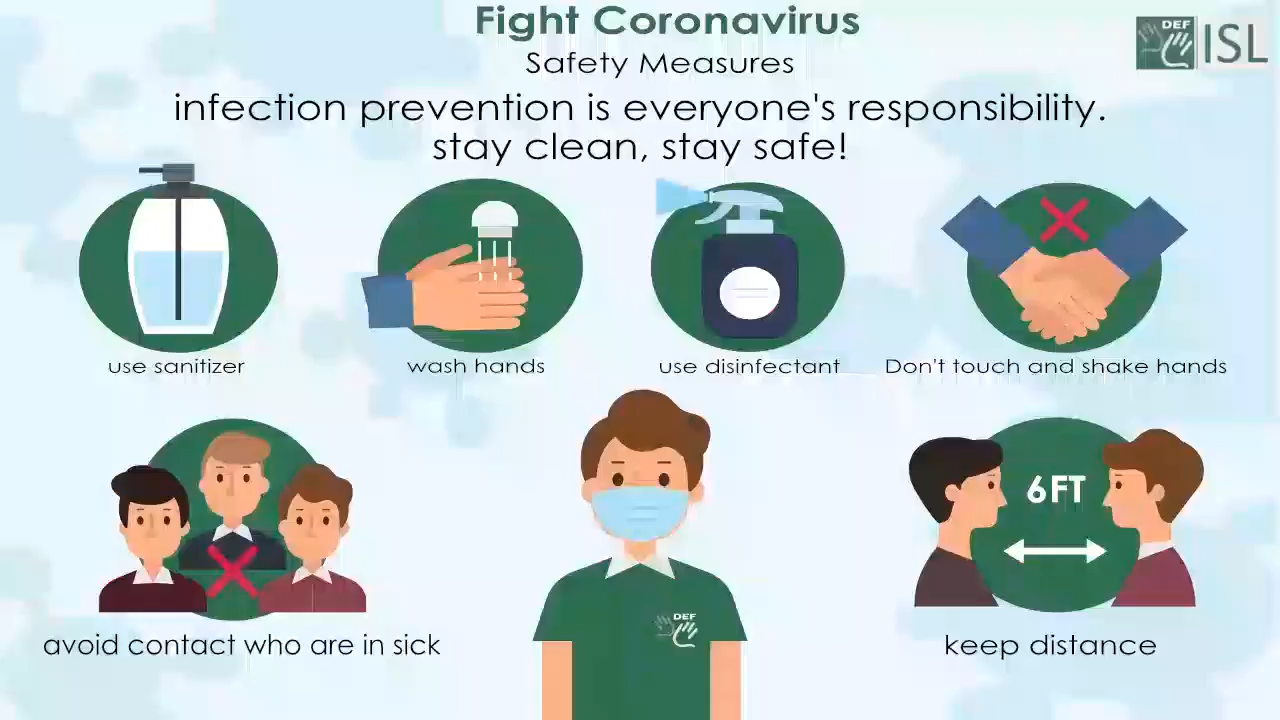 Fight Coronavirus
DEF
ISL
Safety Measures
infection prevention is everyone's responsibility.
stay clean, stay safe!
use sanitizer
wash hands
use disinfectant
Don't touch and shake hands
6FT
DEF
avoid contact who are in sick
keep distance